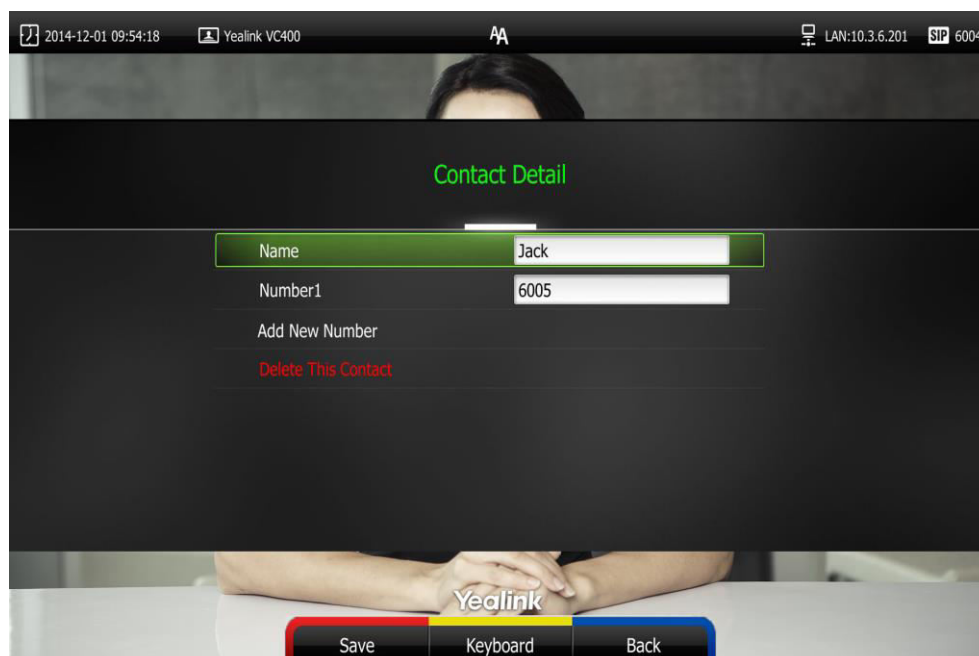 2014-12-01 09:54:18 Yealink VC400 AA LAN:10.3.6.201 SIP 6004
Contact Detail
Name Jack
Number1 6005
Add New Number
Delete This Contact
Yealink
Save Keyboard Back